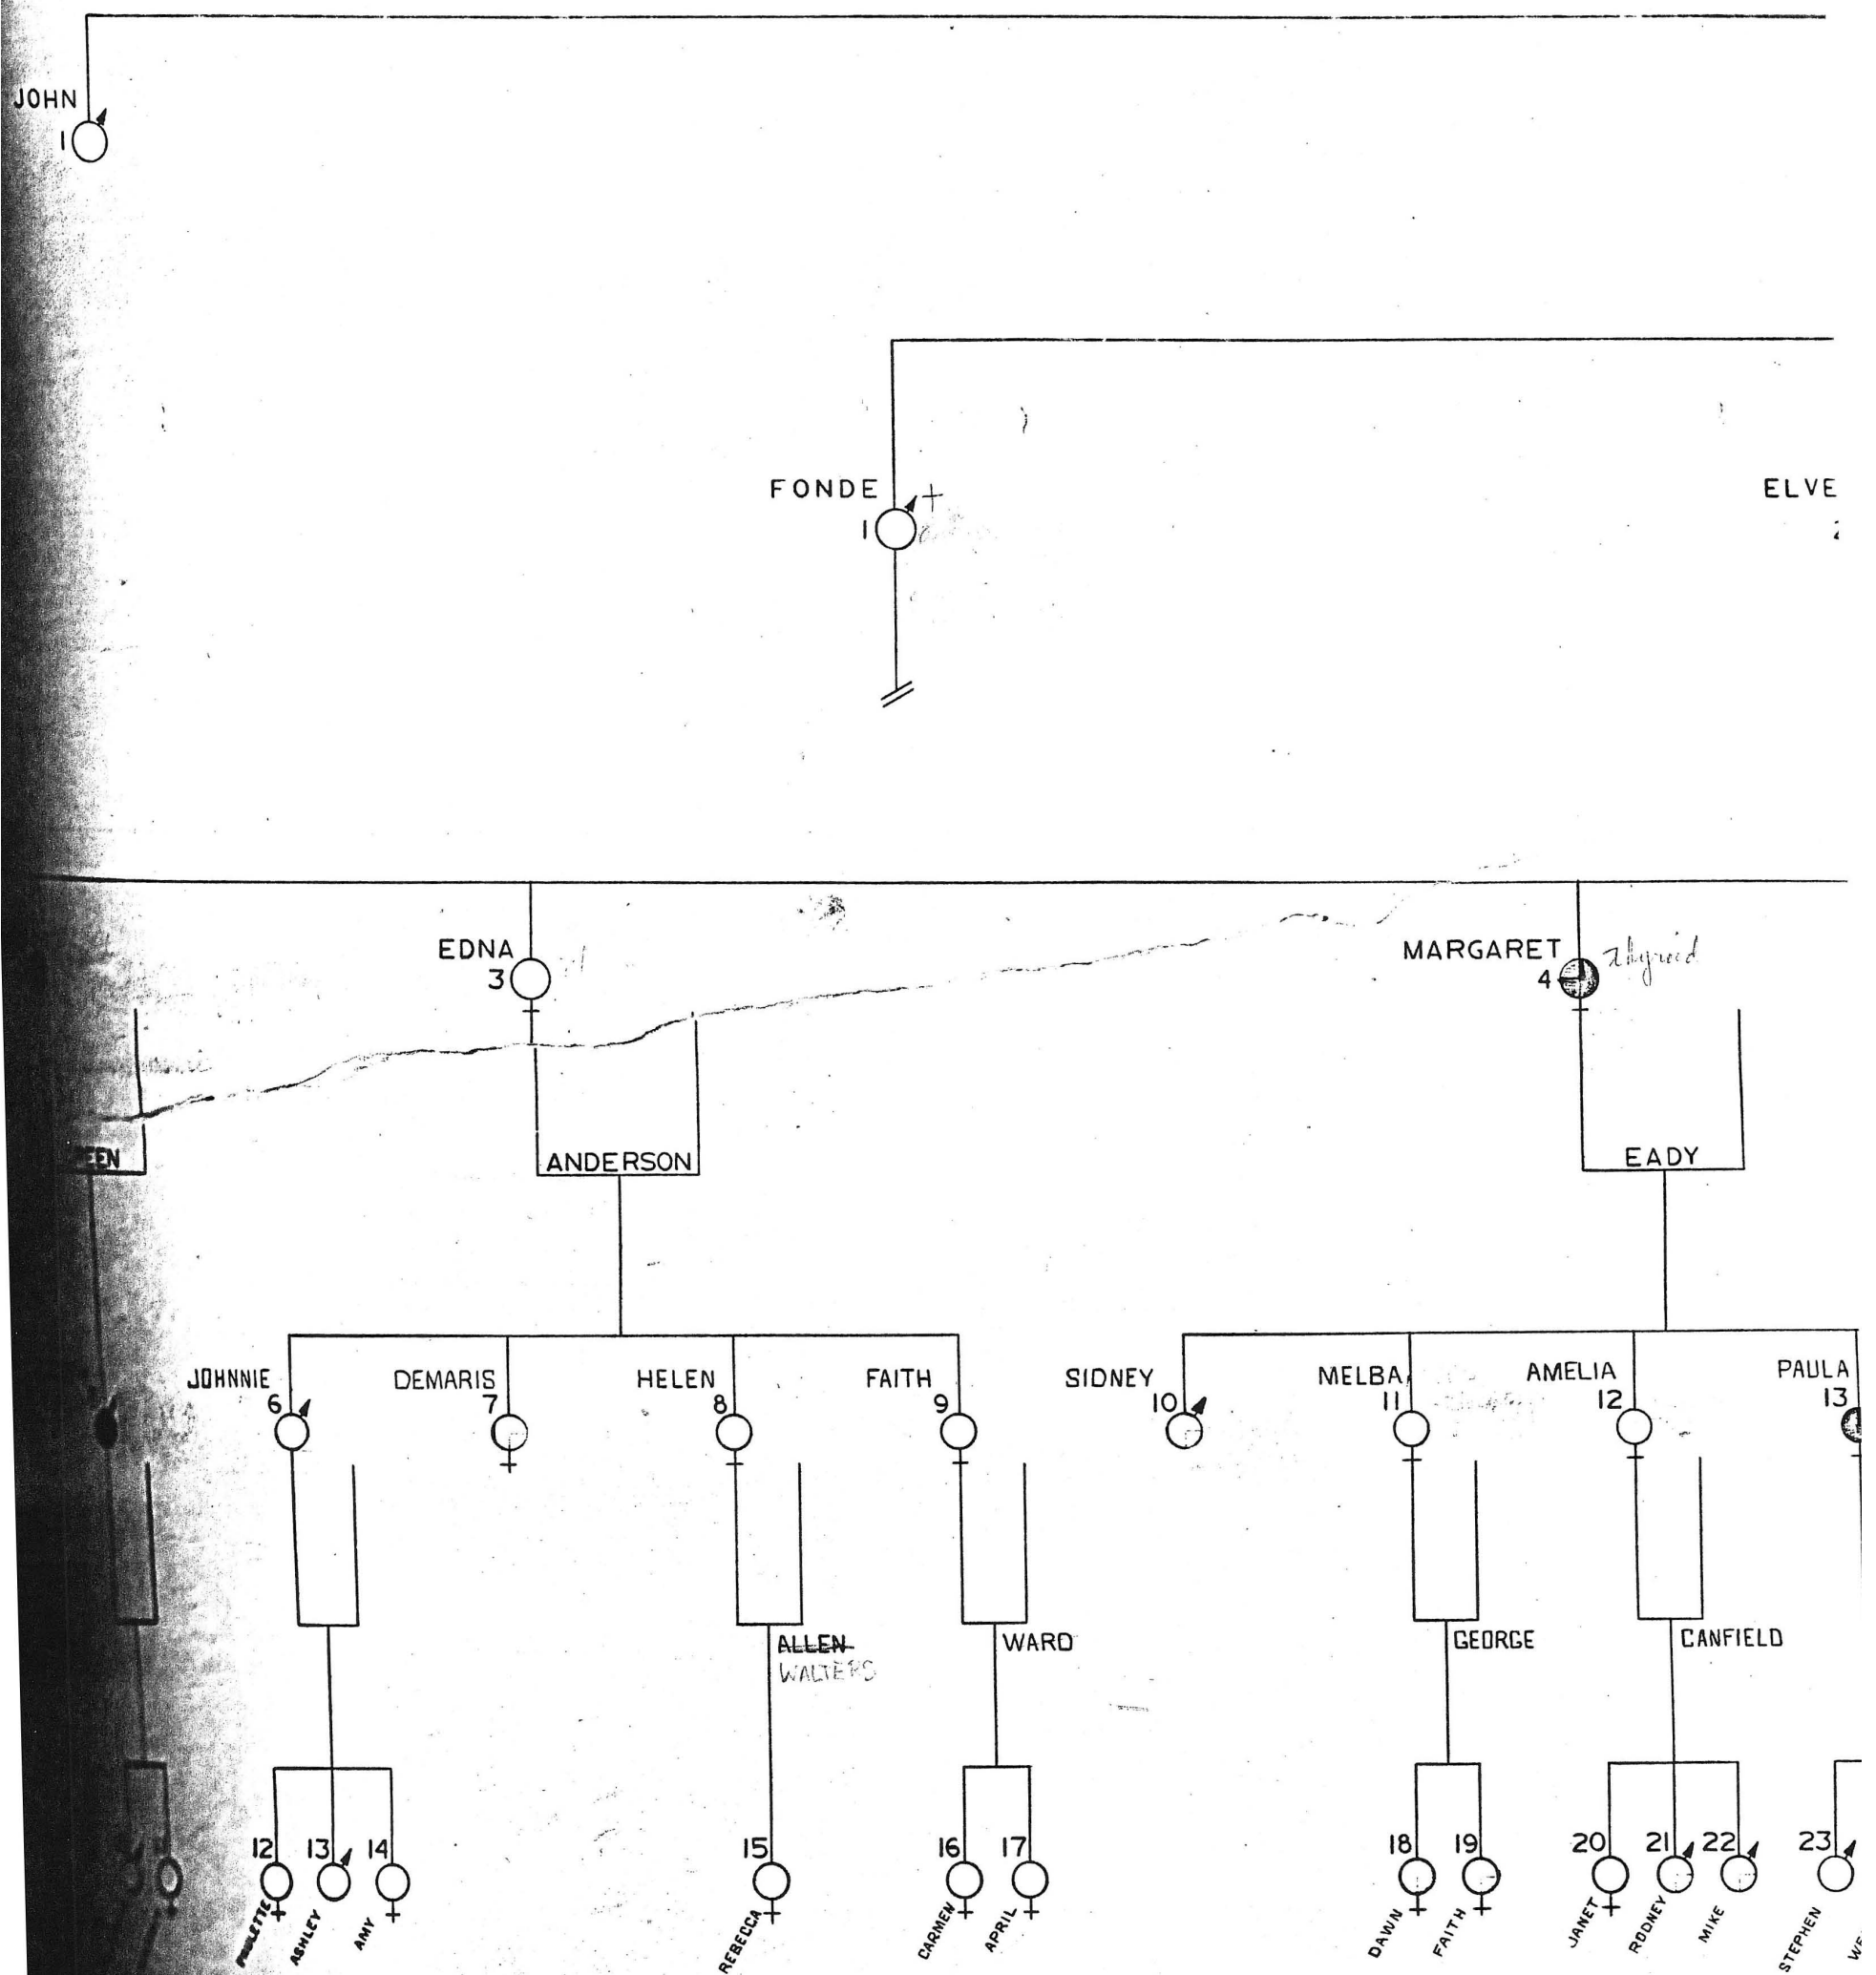 JOHN
1
FONDE
1
ELVE
EDNA
3
MARGARET
4
thyroid
ANDERSON
EADY
JOHNNIE
6
DEMARIS
7
HELEN
8
FAITH
9
SIDNEY
10
MELBA
11
AMELIA
12
PAULA
13
ALLEN
WALTERS
WARD
GEORGE
CANFIELD
12
13
14
15
16
17
18
19
20
21
22
23
ASHLEY
AMY
REBECCA
CARMEN
APRIL
DAWN
FAITH
JANET
RODNEY
MIKE
STEPHEN